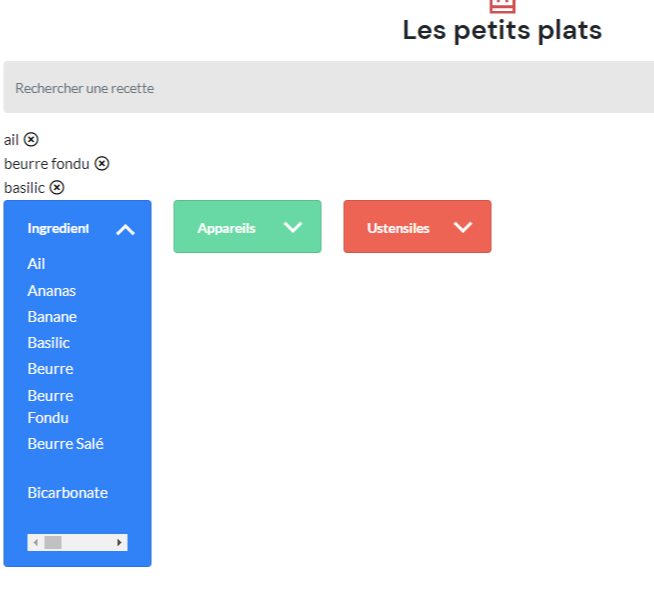 Les petits plats
Rechercher une recette
ail
beurre fondu
basilic
Ingredient
Appareils
Ustensiles
Ail
Ananas
Banane
Basilic
Beurre
Beurre
Fondu
Beurre Salé
Bicarbonate